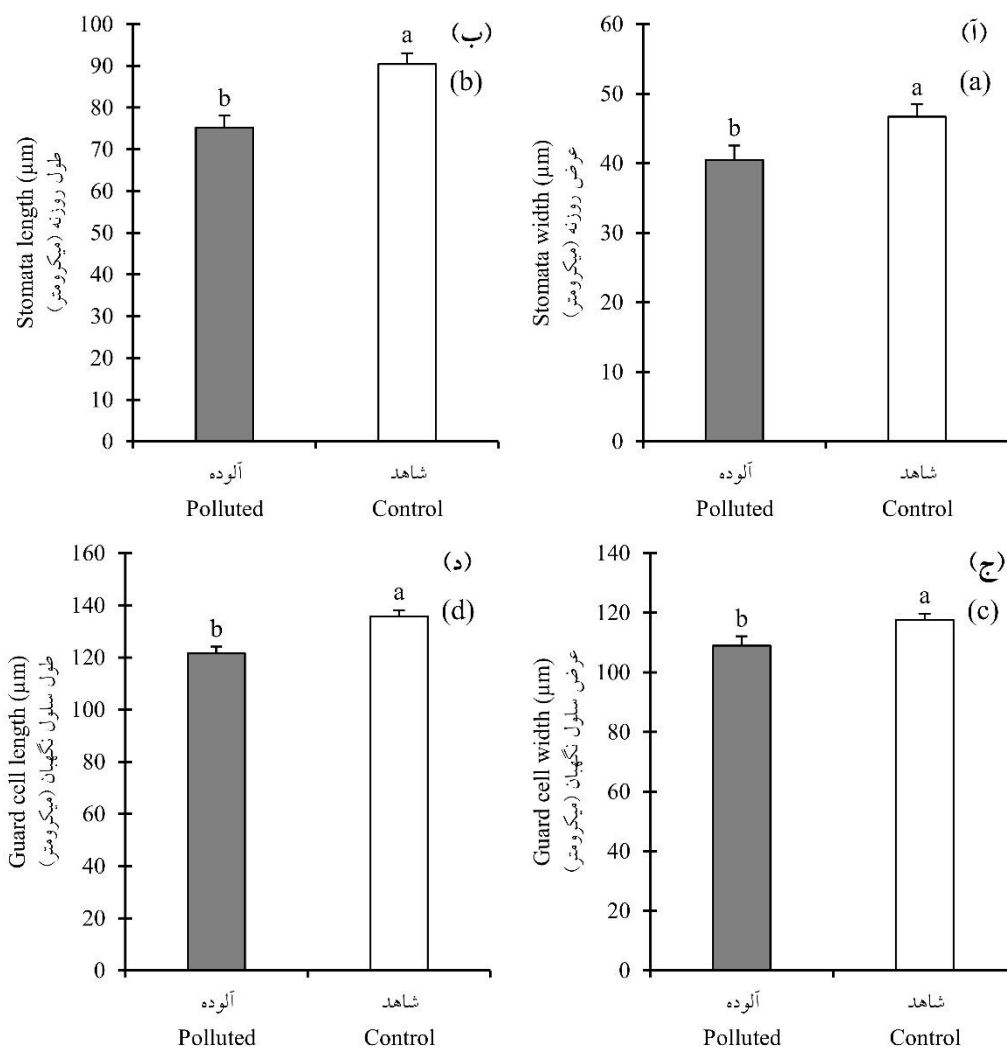 (ب)
(b)
Stomata length (µm)
طول روزنه (میکرومتر)
100
90
80
70
60
50
40
30
20
10
0
b
a
آلوده
شاهد
Polluted
Control
(آ)
(a)
Stomata width (µm)
عرض روزنه (میکرومتر)
60
50
40
30
20
10
0
b
a
آلوده
شاهد
Polluted
Control
(د)
(d)
Guard cell length (µm)
طول سلول نگهبان (میکرومتر)
160
140
120
100
80
60
40
20
0
b
a
آلوده
شاهد
Polluted
Control
(ج)
(c)
Guard cell width (µm)
عرض سلول نگهبان (میکرومتر)
140
120
100
80
60
40
20
0
b
a
آلوده
شاهد
Polluted
Control